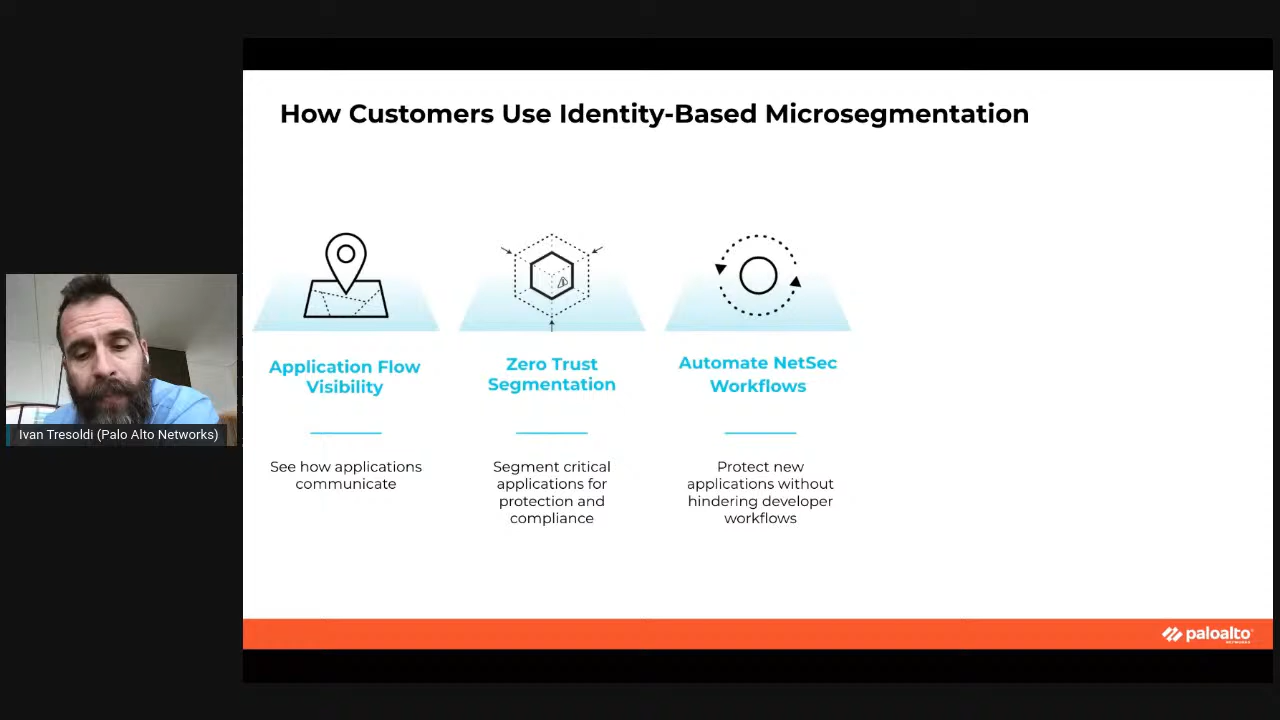 How Customers Use Identity-Based Microsegmentation
Application Flow
Visibility
See how applications
communicate
Zero Trust
Segmentation
Segment critical
applications for
protection and
compliance
Automate NetSec
Workflows
Protect new
applications without
hindering developer
workflows
Ivan Tresoldi (Palo Alto Networks)
paloalto
NETWORKS